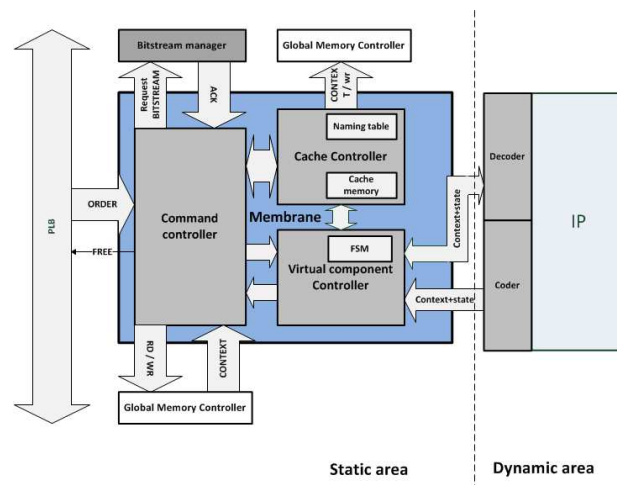 Bitstream manager
Global Memory Controller
Request
BITSTREAM
ACK
CONTEX
T / wr
Naming table
Cache Controller
Cache
memory
Decoder
IP
PLB
ORDER
Command
controller
Membrane
Context+state
FREE
FSM
Virtual component
Controller
Context+state
Coder
RD / WR
CONTEXT
Global Memory Controller
Static area
Dynamic area